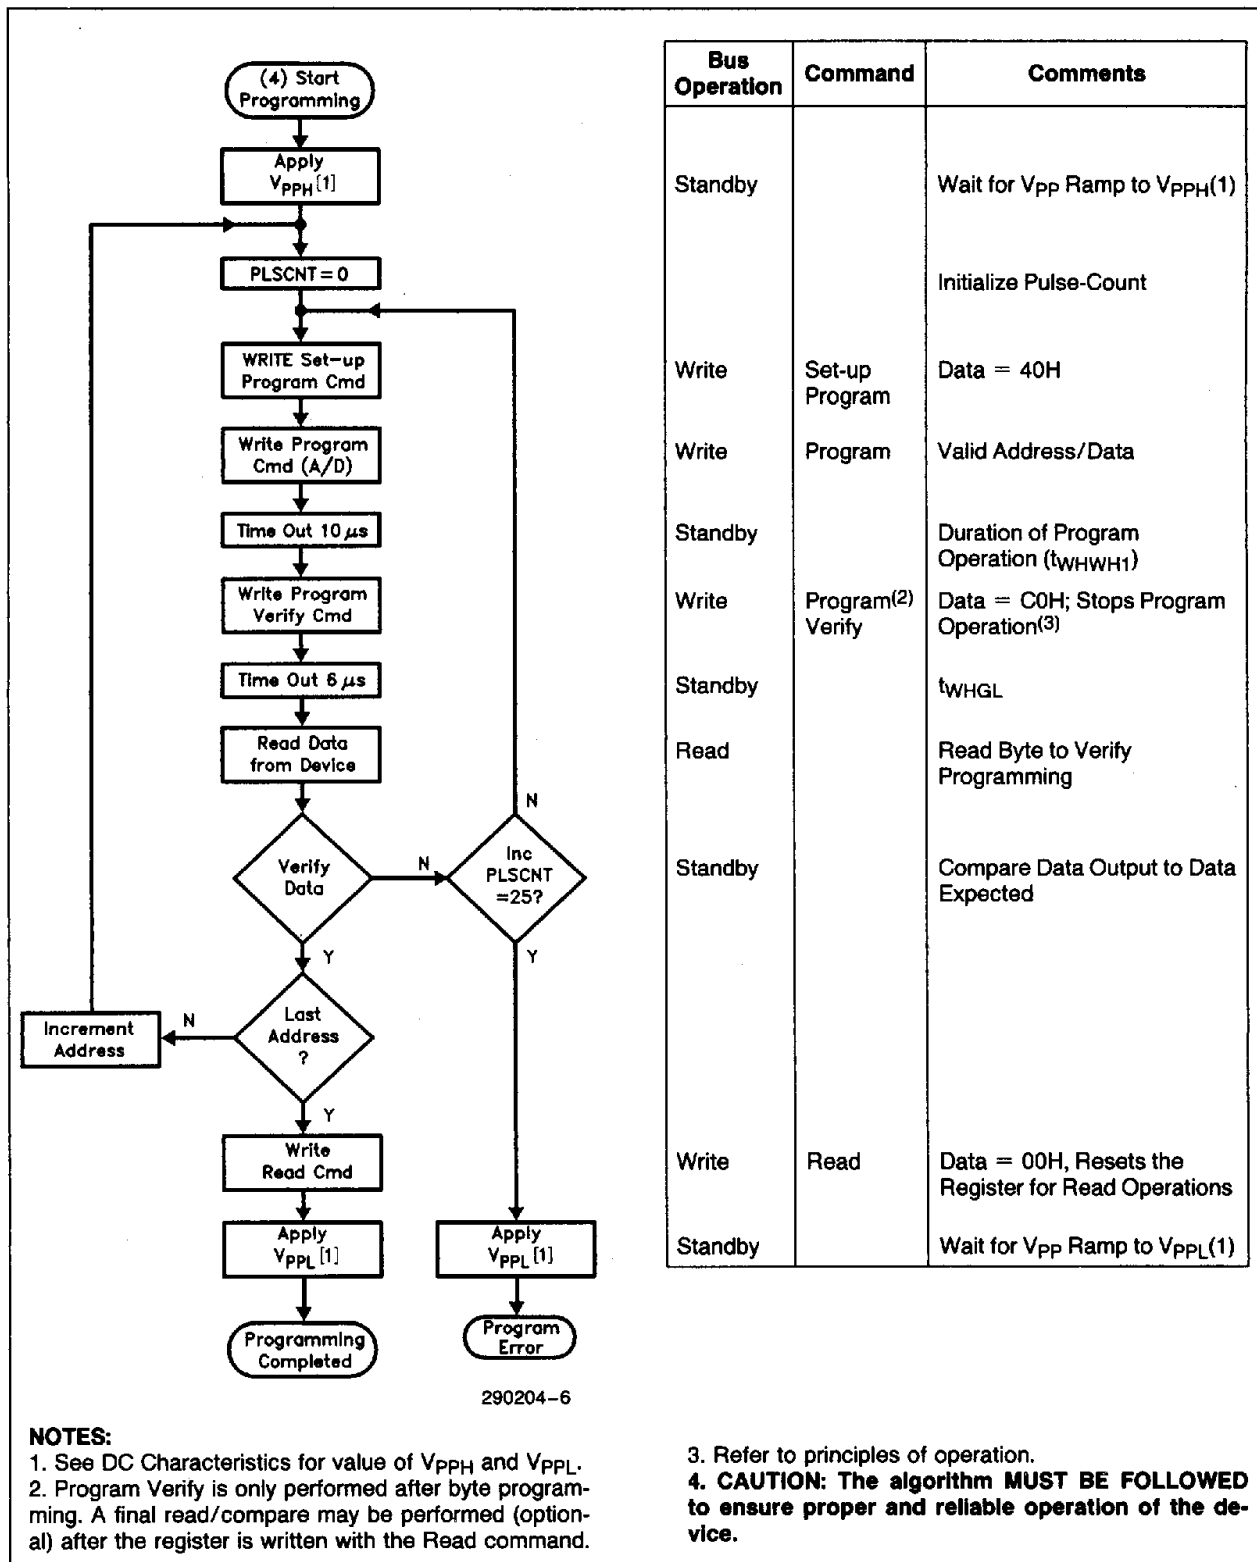 (4) Start
Programming
Apply
VPPH[1]
PLSCNT=0
WRITE Set-up
Program Cmd
Write Program
Cmd (A/D)
Time Out 10 μs
Write Program
Verify Cmd
Time Out 6 μs
Read Data
from Device
Verify
Data
N
Y
Inc
PLSCNT
=25?
N
Y
Last
Address
?
N
Y
Increment
Address
Write
Read Cmd
Apply
VPPL[1]
Programming
Completed
Apply
VPPL[1]
Program
Error
290204-6
Bus Operation Command Comments
Standby Wait for VPP Ramp to VPPH(1)
Initialize Pulse-Count
Write Set-up Data = 40H
Program
Write Program Valid Address/Data
Standby Duration of Program
Operation (tWHWH1)
Write Program(2) Data = C0H; Stops Program
Verify Operation(3)
Standby tWHGL
Read Read Byte to Verify
Programming
Standby Compare Data Output to Data
Expected
Write Read Data = 00H, Resets the
Register for Read Operations
Standby Wait for VPP Ramp to VPPL(1)
NOTES:
1. See DC Characteristics for value of VPPH and VPPL.
2. Program Verify is only performed after byte program-
ming. A final read/compare may be performed (option-
al) after the register is written with the Read command.
3. Refer to principles of operation.
4. CAUTION: The algorithm MUST BE FOLLOWED
to ensure proper and reliable operation of the de-
vice.